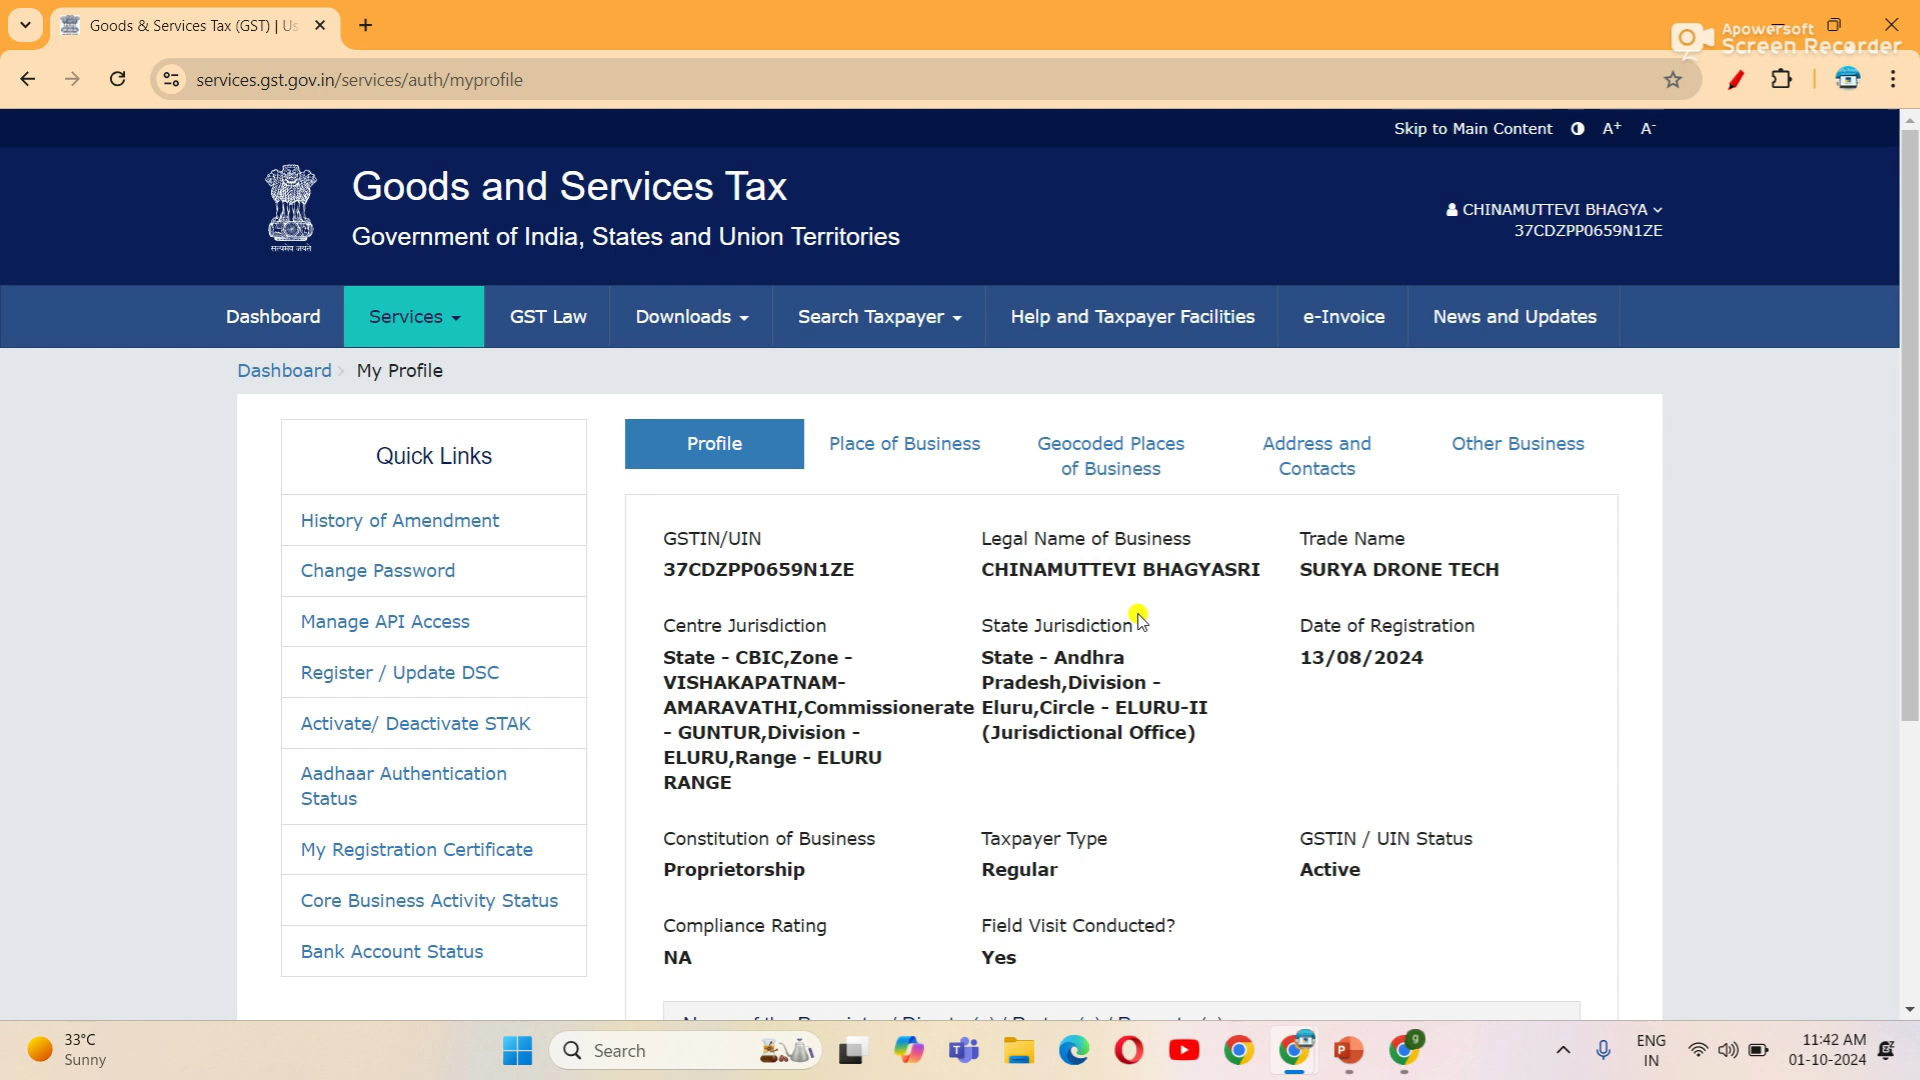 Goods & Services Tax (GST) | Us
Apowersoft
Screen Recorder
services.gst.gov.in/services/auth/myprofile
Skip to Main Content A+ A-
सत्यमेव जयते
Goods and Services Tax
Government of India, States and Union Territories
CHINAMUTTEVI BHAGYA
37CDZPP0659N1ZE
Dashboard Services GST Law Downloads Search Taxpayer Help and Taxpayer Facilities e-Invoice News and Updates
Dashboard My Profile
Quick Links
History of Amendment
Change Password
Manage API Access
Register / Update DSC
Activate/ Deactivate STAK
Aadhaar Authentication
Status
My Registration Certificate
Core Business Activity Status
Bank Account Status
Profile
Place of Business
Geocoded Places
of Business
Address and
Contacts
Other Business
GSTIN/UIN
37CDZPP0659N1ZE
Legal Name of Business
CHINAMUTTEVI BHAGYASRI
Trade Name
SURYA DRONE TECH
Centre Jurisdiction
State - CBIC,Zone -
VISHAKAPATNAM-
AMARAVATHI,Commissionerate
- GUNTUR,Division -
ELURU,Range - ELURU
RANGE
State Jurisdiction
State - Andhra
Pradesh,Division -
Eluru,Circle - ELURU-II
(Jurisdictional Office)
Date of Registration
13/08/2024
Constitution of Business
Proprietorship
Taxpayer Type
Regular
GSTIN / UIN Status
Active
Compliance Rating
NA
Field Visit Conducted?
Yes
33°C
Sunny
Search
ENG
IN
11:42 AM
01-10-2024